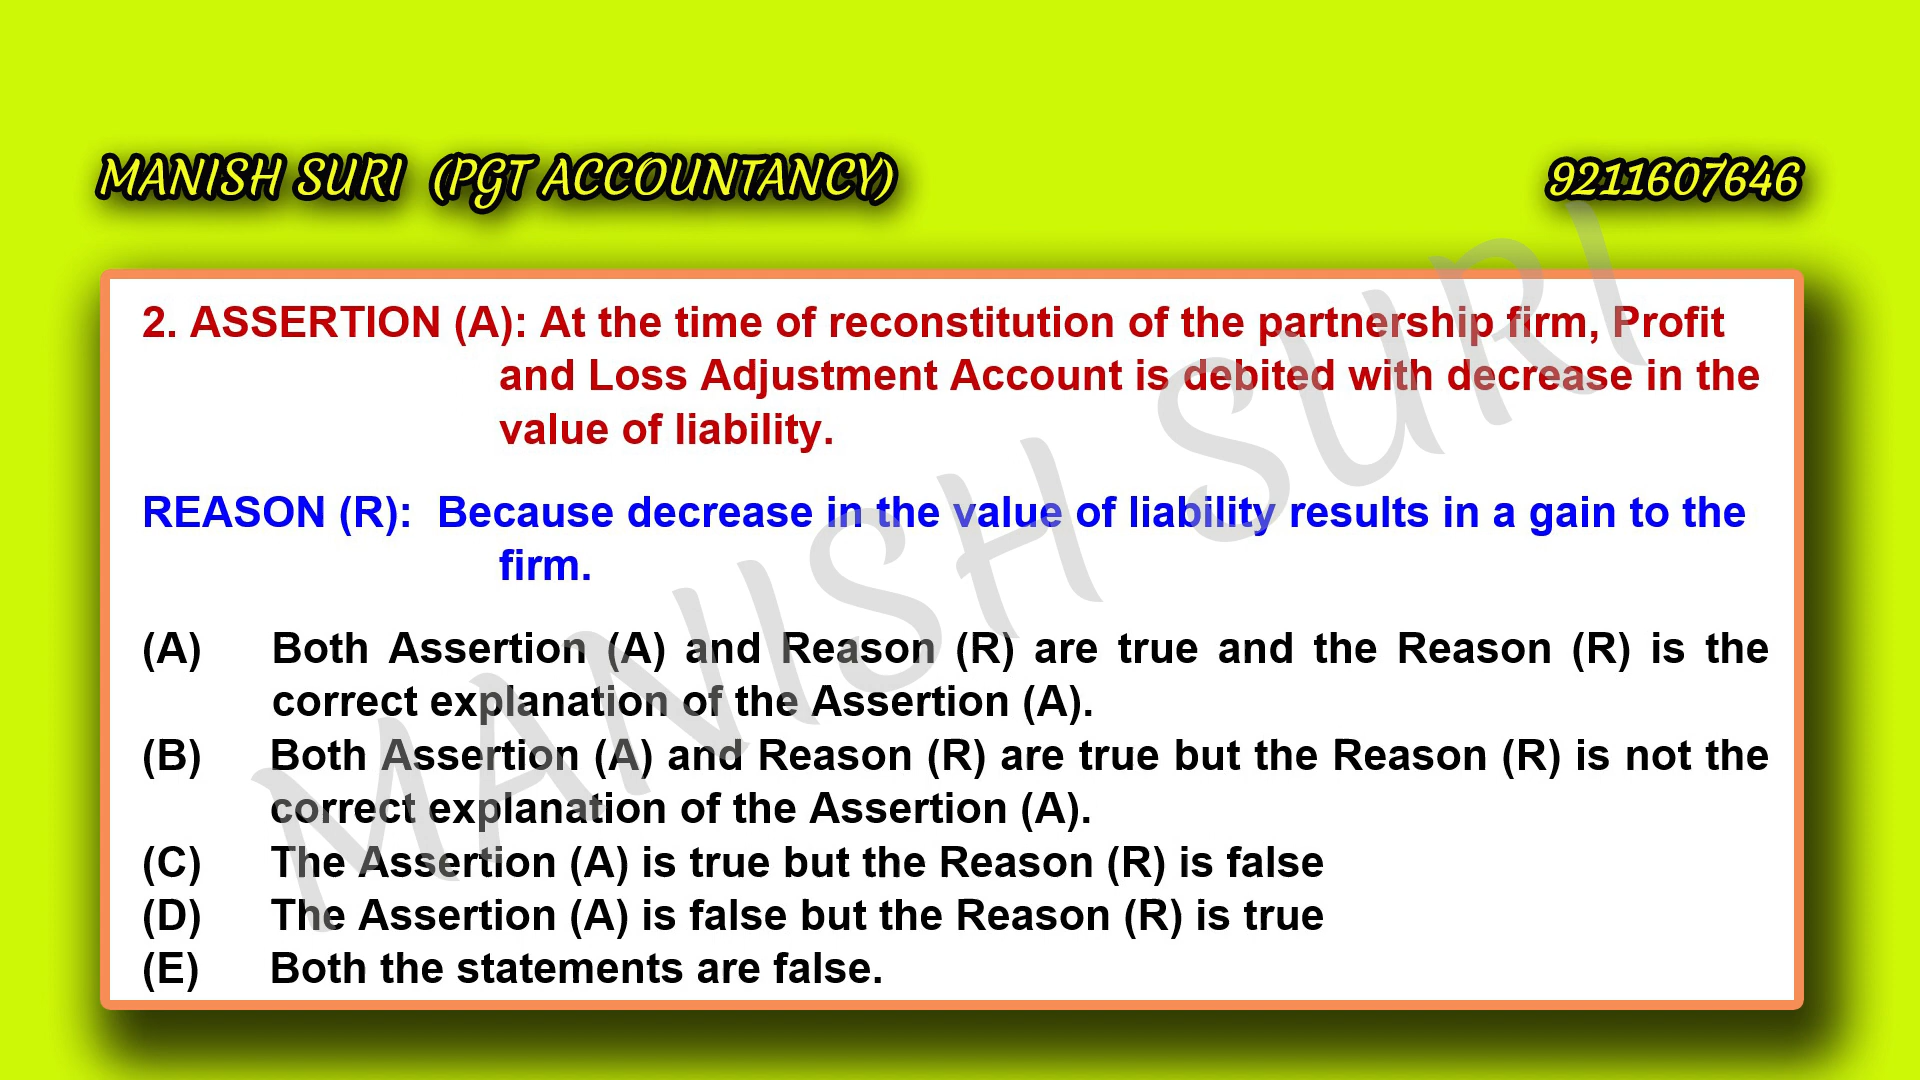 MANISH SURI (PGT ACCOUNTANCY) 9211607646
2. ASSERTION (A): At the time of reconstitution of the partnership firm, Profit
and Loss Adjustment Account is debited with decrease in the
value of liability.
REASON (R): Because decrease in the value of liability results in a gain to the
firm.
(A) Both Assertion (A) and Reason (R) are true and the Reason (R) is the
correct explanation of the Assertion (A).
(B) Both Assertion (A) and Reason (R) are true but the Reason (R) is not the
correct explanation of the Assertion (A).
(C) The Assertion (A) is true but the Reason (R) is false
(D) The Assertion (A) is false but the Reason (R) is true
(E) Both the statements are false.
MANISH SURI